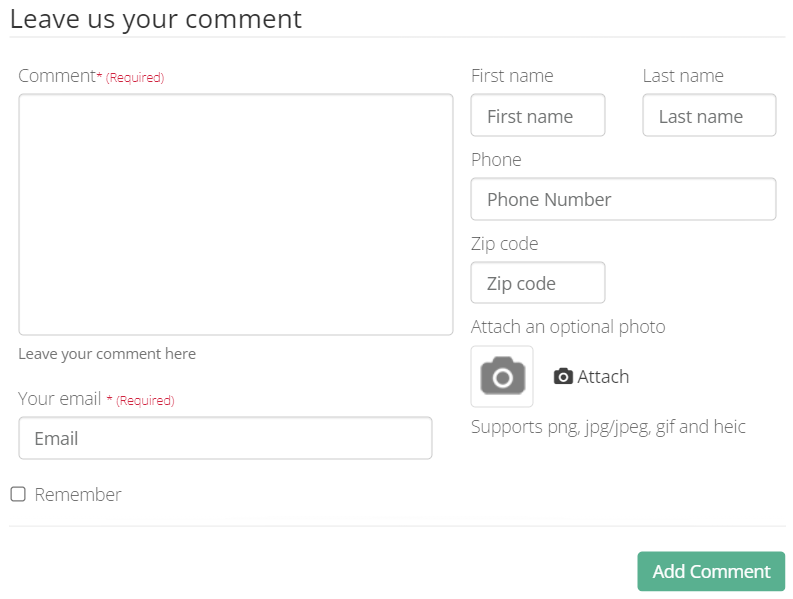 Leave us your comment
Comment* (Required)
Leave your comment here
Your email * (Required)
Email
Remember
First name
Last name
First name
Last name
Phone
Phone Number
Zip code
Zip code
Attach an optional photo
Attach
Supports png, jpg/jpeg, gif and heic
Add Comment